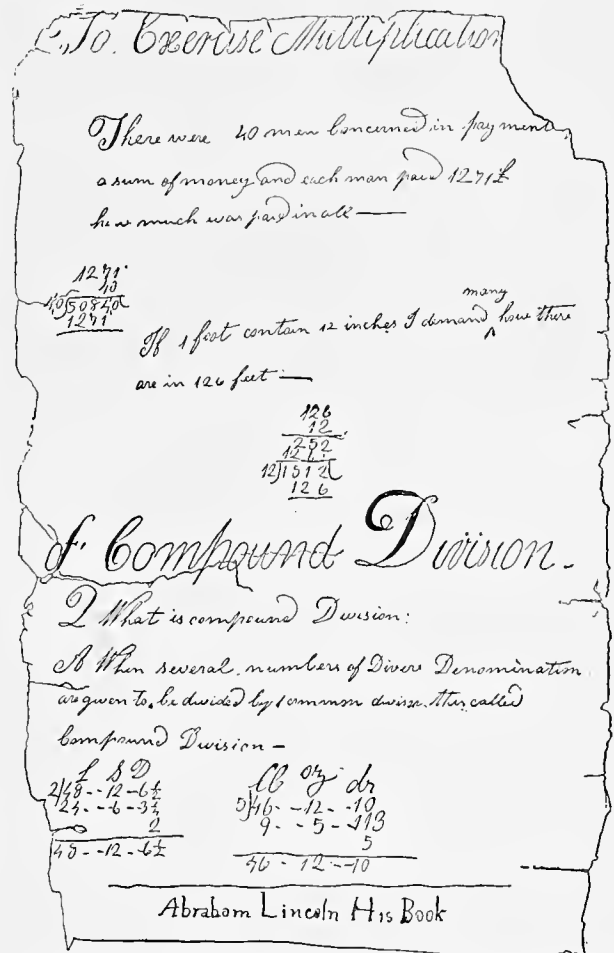 To Exercise Multiplication
There were 40 men Concerned in payment
a sum of money and each man paid 1271£
how much was paid in all —
1271
40
40)50840(
1271
many
If 1 foot contain 12 inches I demand ^ how there
are in 126 feet —
126
12
252
126
12)1512(
126
of Compound Division -
Q What is compound Division:
A When several numbers of Divers Denomination
are given to be divided by 1 common divisor this called
Compound Division -
£ S D
2)48--12-6½
24--6-3¼
2
48--12-6½
lb oz dr
5)46--12--10
9--5-113
5
46-12--10
Abraham Lincoln His Book